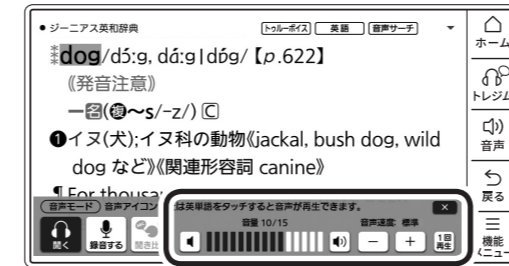 ● ジーニアス英和辞典 トゥルーボイス 英語 音声サーチ ▼
⁑dog/dɔ́ːg, dɑ́ːg|dɔ́g/【p.622】
《発音注意》
―名(複～s/-z/) C
❶イヌ(犬);イヌ科の動物《jackal, bush dog, wild
dog など》《関連形容詞 canine》
¶ For
音声モード 音声アイコン
は英単語をタッチすると音声が再生できます。 ×
音量 10/15 音声速度: 標準
聞く 録音する 聞き比
− + 1回再生
ホーム
トレジム
音声
戻る
機能